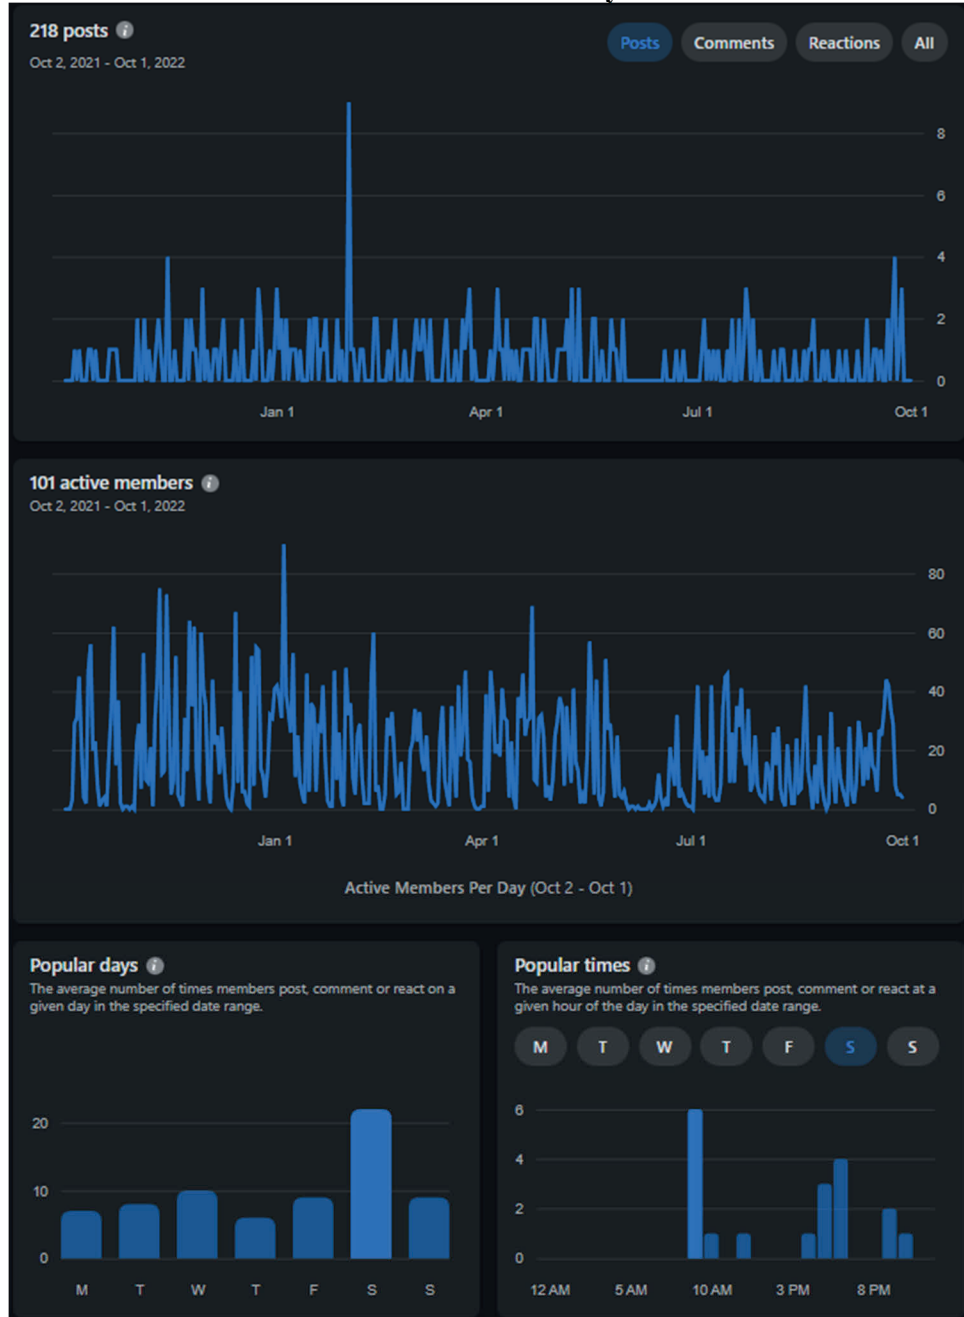 218 posts
Posts Comments Reactions All
Oct 2, 2021 - Oct 1, 2022
8
6
4
2
0
Jan 1 Apr 1 Jul 1 Oct 1
101 active members
Oct 2, 2021 - Oct 1, 2022
80
60
40
20
0
Jan 1 Apr 1 Jul 1 Oct 1
Active Members Per Day (Oct 2 - Oct 1)
Popular days
The average number of times members post, comment or react on a
given day in the specified date range.
20
10
0
M T W T F S S
Popular times
The average number of times members post, comment or react at a
given hour of the day in the specified date range.
M T W T F S S
6
4
2
0
12 AM 5 AM 10 AM 3 PM 8 PM